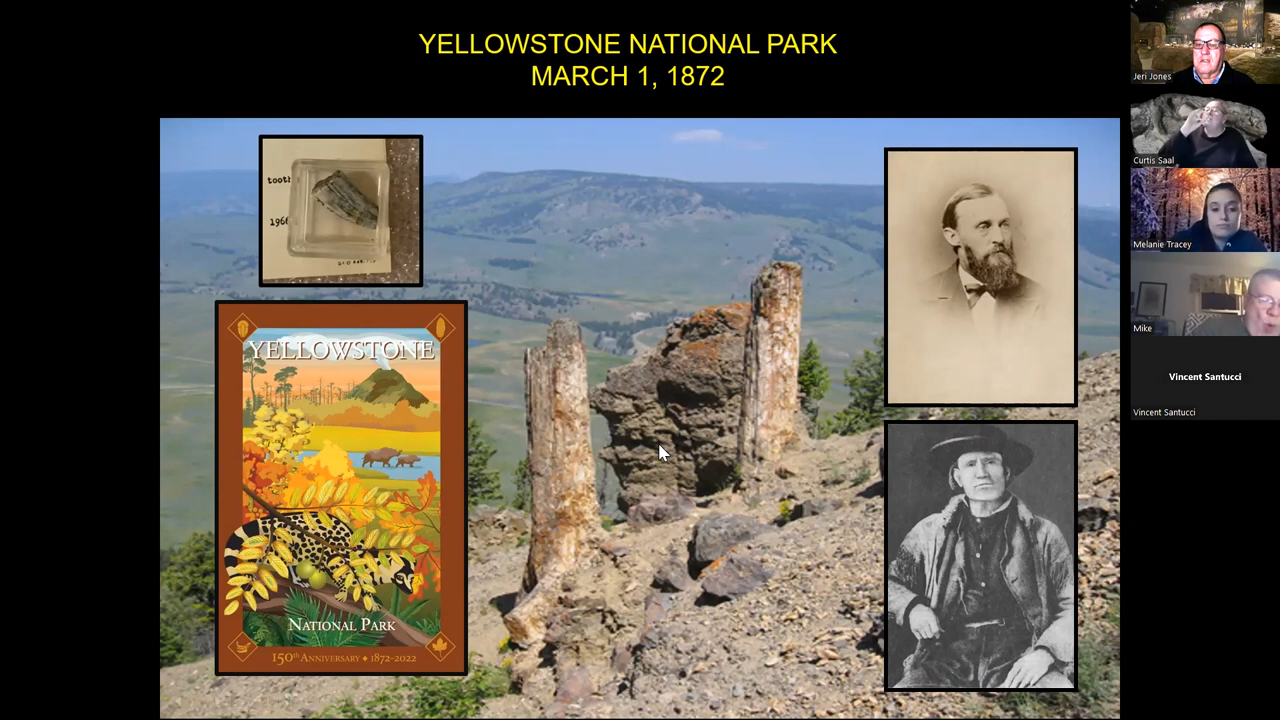 YELLOWSTONE NATIONAL PARK
MARCH 1, 1872
tooth
1966
YELLOWSTONE
NATIONAL PARK
150th ANNIVERSARY ♦ 1872-2022
Jeri Jones
Curtis Saal
Melanie Tracey
Mike
Vincent Santucci
Vincent Santucci